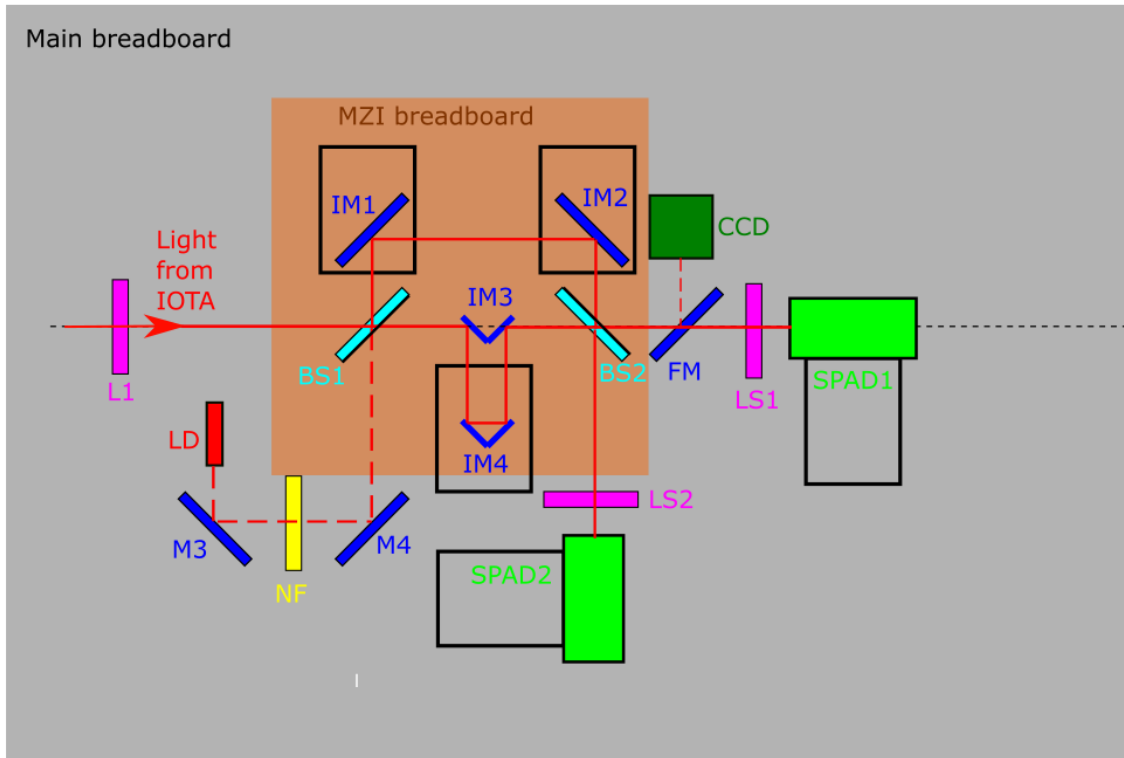 Main breadboard
MZI breadboard
IM1
IM2
CCD
Light
from
IOTA
IM3
BS1
BS2
FM
L1
LS1
SPAD1
LD
IM4
LS2
M3
M4
NF
SPAD2